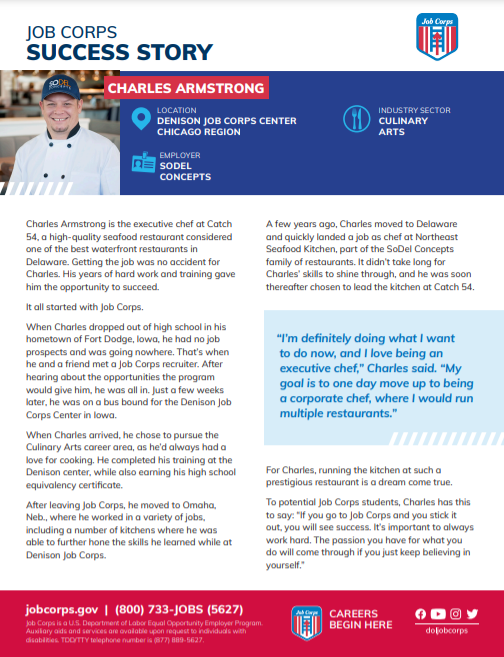 JOB CORPS
SUCCESS STORY
Job Corps
CHARLES ARMSTRONG
SODEL
LOCATION
DENISON JOB CORPS CENTER
CHICAGO REGION
INDUSTRY SECTOR
CULINARY
ARTS
EMPLOYER
SODEL
CONCEPTS
Charles Armstrong is the executive chef at Catch
54, a high-quality seafood restaurant considered
one of the best waterfront restaurants in
Delaware. Getting the job was no accident for
Charles. His years of hard work and training gave
him the opportunity to succeed.
It all started with Job Corps.
When Charles dropped out of high school in his
hometown of Fort Dodge, Iowa, he had no job
prospects and was going nowhere. That's when
he and a friend met a Job Corps recruiter. After
hearing about the opportunities the program
would give him, he was all in. Just a few weeks
later, he was on a bus bound for the Denison Job
Corps Center in Iowa.
When Charles arrived, he chose to pursue the
Culinary Arts career area, as he'd always had a
love for cooking. He completed his training at the
Denison center, while also earning his high school
equivalency certificate.
After leaving Job Corps, he moved to Omaha,
Neb., where he worked in a variety of jobs,
including a number of kitchens where he was
able to further hone the skills he learned while at
Denison Job Corps.
A few years ago, Charles moved to Delaware
and quickly landed a job as chef at Northeast
Seafood Kitchen, part of the SoDel Concepts
family of restaurants. It didn't take long for
Charles' skills to shine through, and he was soon
thereafter chosen to lead the kitchen at Catch 54.
"I'm definitely doing what I want
to do now, and I love being an
executive chef," Charles said. "My
goal is to one day move up to being
a corporate chef, where I would run
multiple restaurants."
For Charles, running the kitchen at such a
prestigious restaurant is a dream come true.
To potential Job Corps students, Charles has this
to say: "If you go to Job Corps and you stick it
out, you will see success. It's important to always
work hard. The passion you have for what you
do will come through if you just keep believing in
yourself."
jobcorps.gov | (800) 733-JOBS (5627)
Job Corps is a U.S. Department of Labor Equal Opportunity Employer Program.
Auxiliary aids and services are available upon request to individuals with
disabilities. TDD/TTY telephone number is (877) 889-5627.
Job Corps
CAREERS
BEGIN HERE
doljobcorps